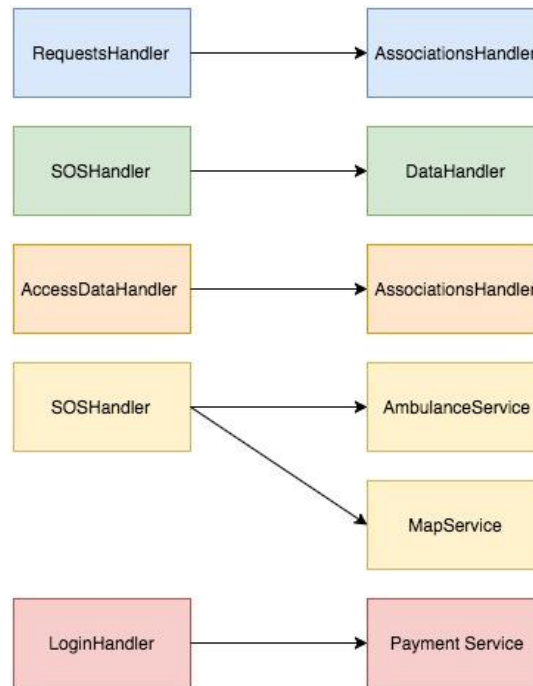 RequestsHandler
AssociationsHandler
SOSHandler
DataHandler
AccessDataHandler
AssociationsHandler
SOSHandler
AmbulanceService
MapService
LoginHandler
Payment Service